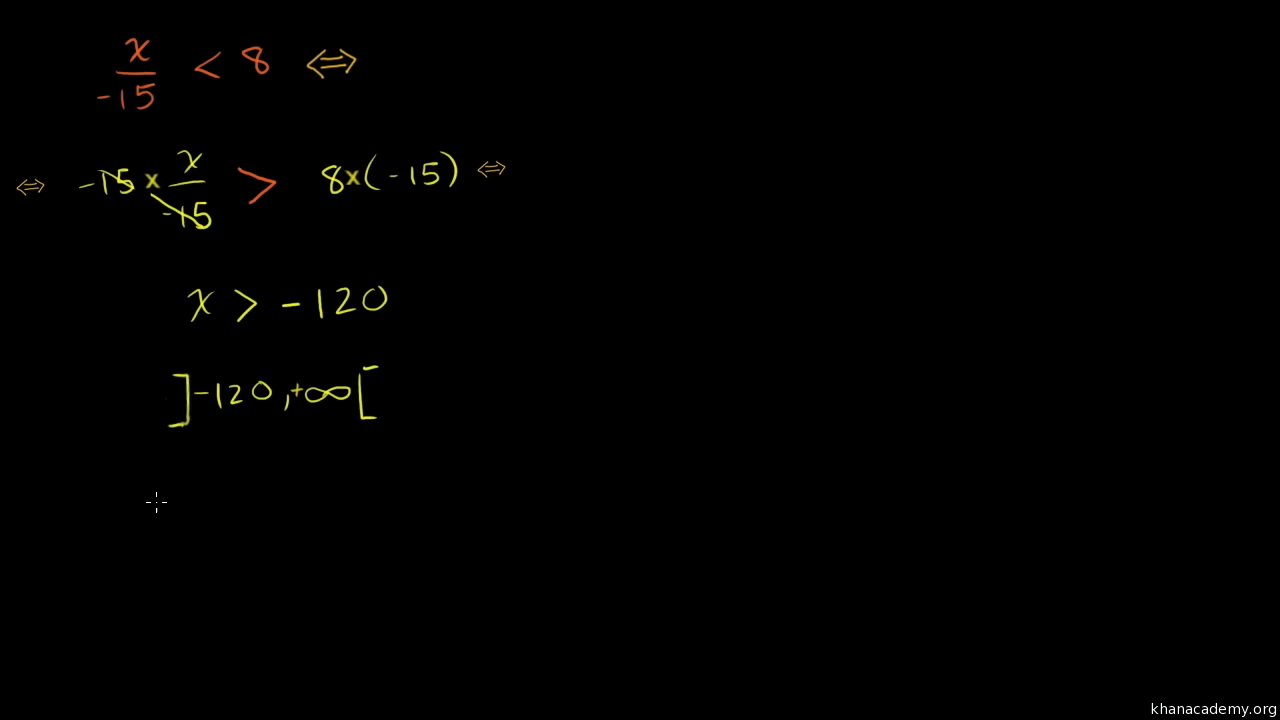 x/-15 < 8 ⇔
⇔ -15 x x/-15 > 8x(-15) ⇔
x > -120
]-120,+∞[
khanacademy.org